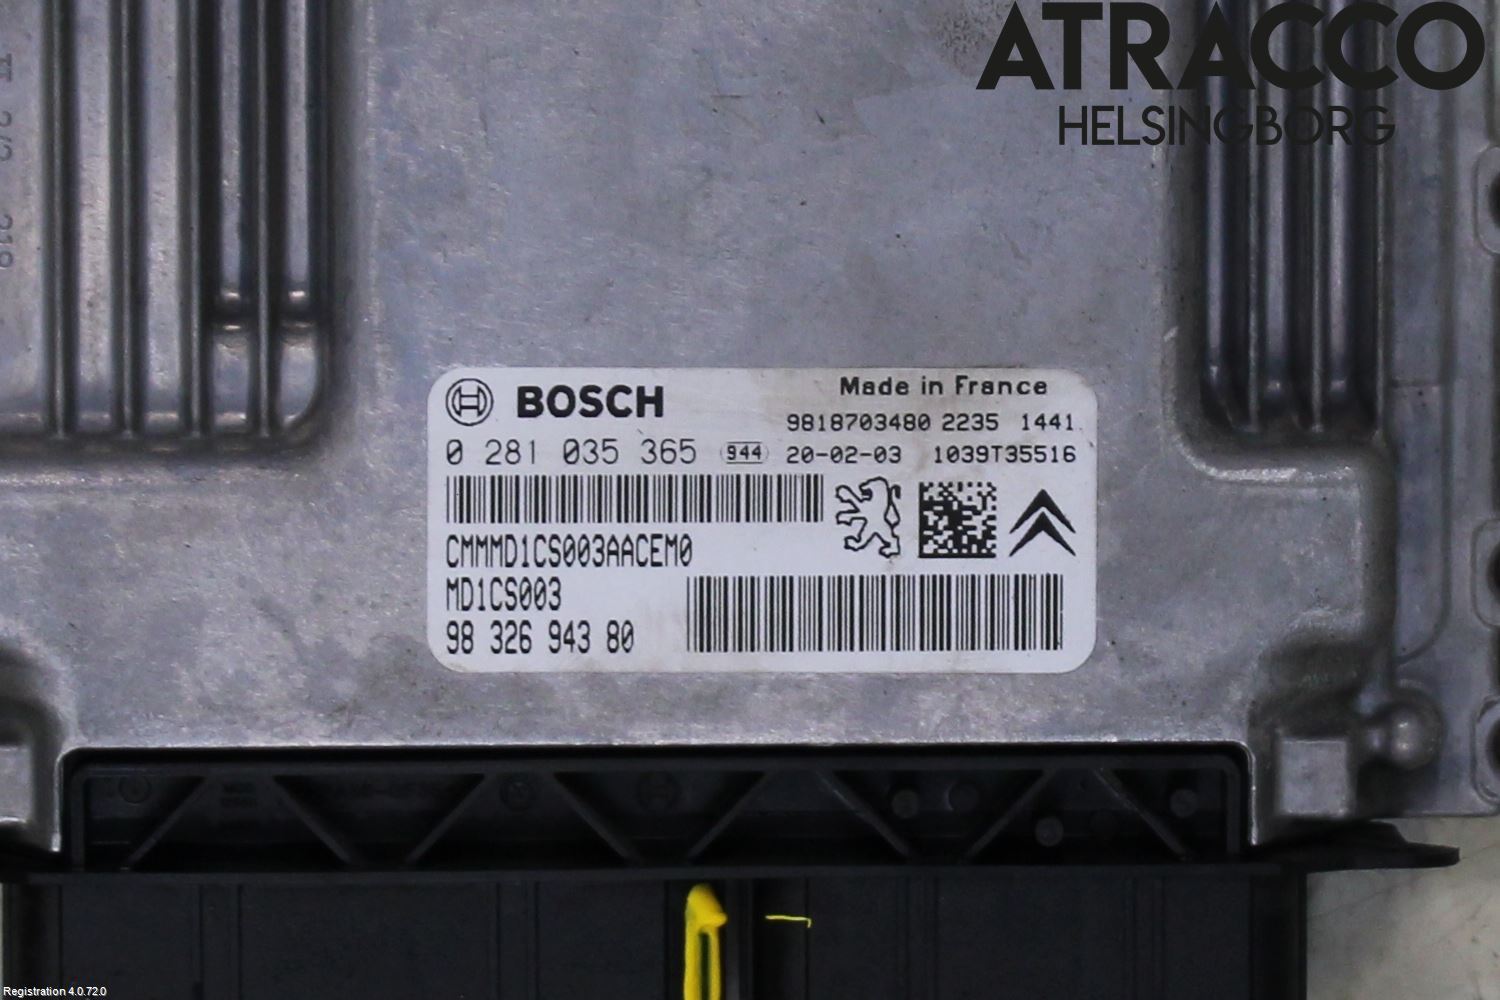 ATRACCO
HELSINGBORG
BOSCH
Made in France
9818703480 2235 1441
0 281 035 365 944 20-02-03 1039T35516
CMMMD1CS003AACEM0
MD1CS003
98 326 943 80
Registration 4.0.72.0